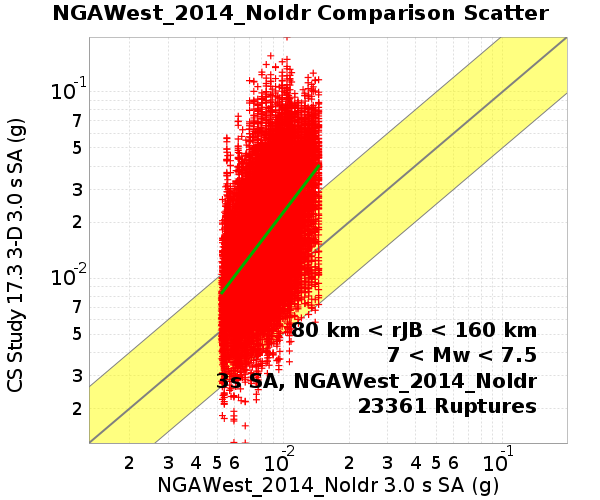 NGAWest_2014_NoIdr Comparison Scatter
CS Study 17.3 3-D 3.0 s SA (g)
10-1
7
5
3
2
10-2
7
5
3
2
80 km < rJB < 160 km
7 < Mw < 7.5
3s SA, NGAWest_2014_NoIdr
23361 Ruptures
2 3 4 5 6 10-2 2 3 4 5 6 10-1
NGAWest_2014_NoIdr 3.0 s SA (g)